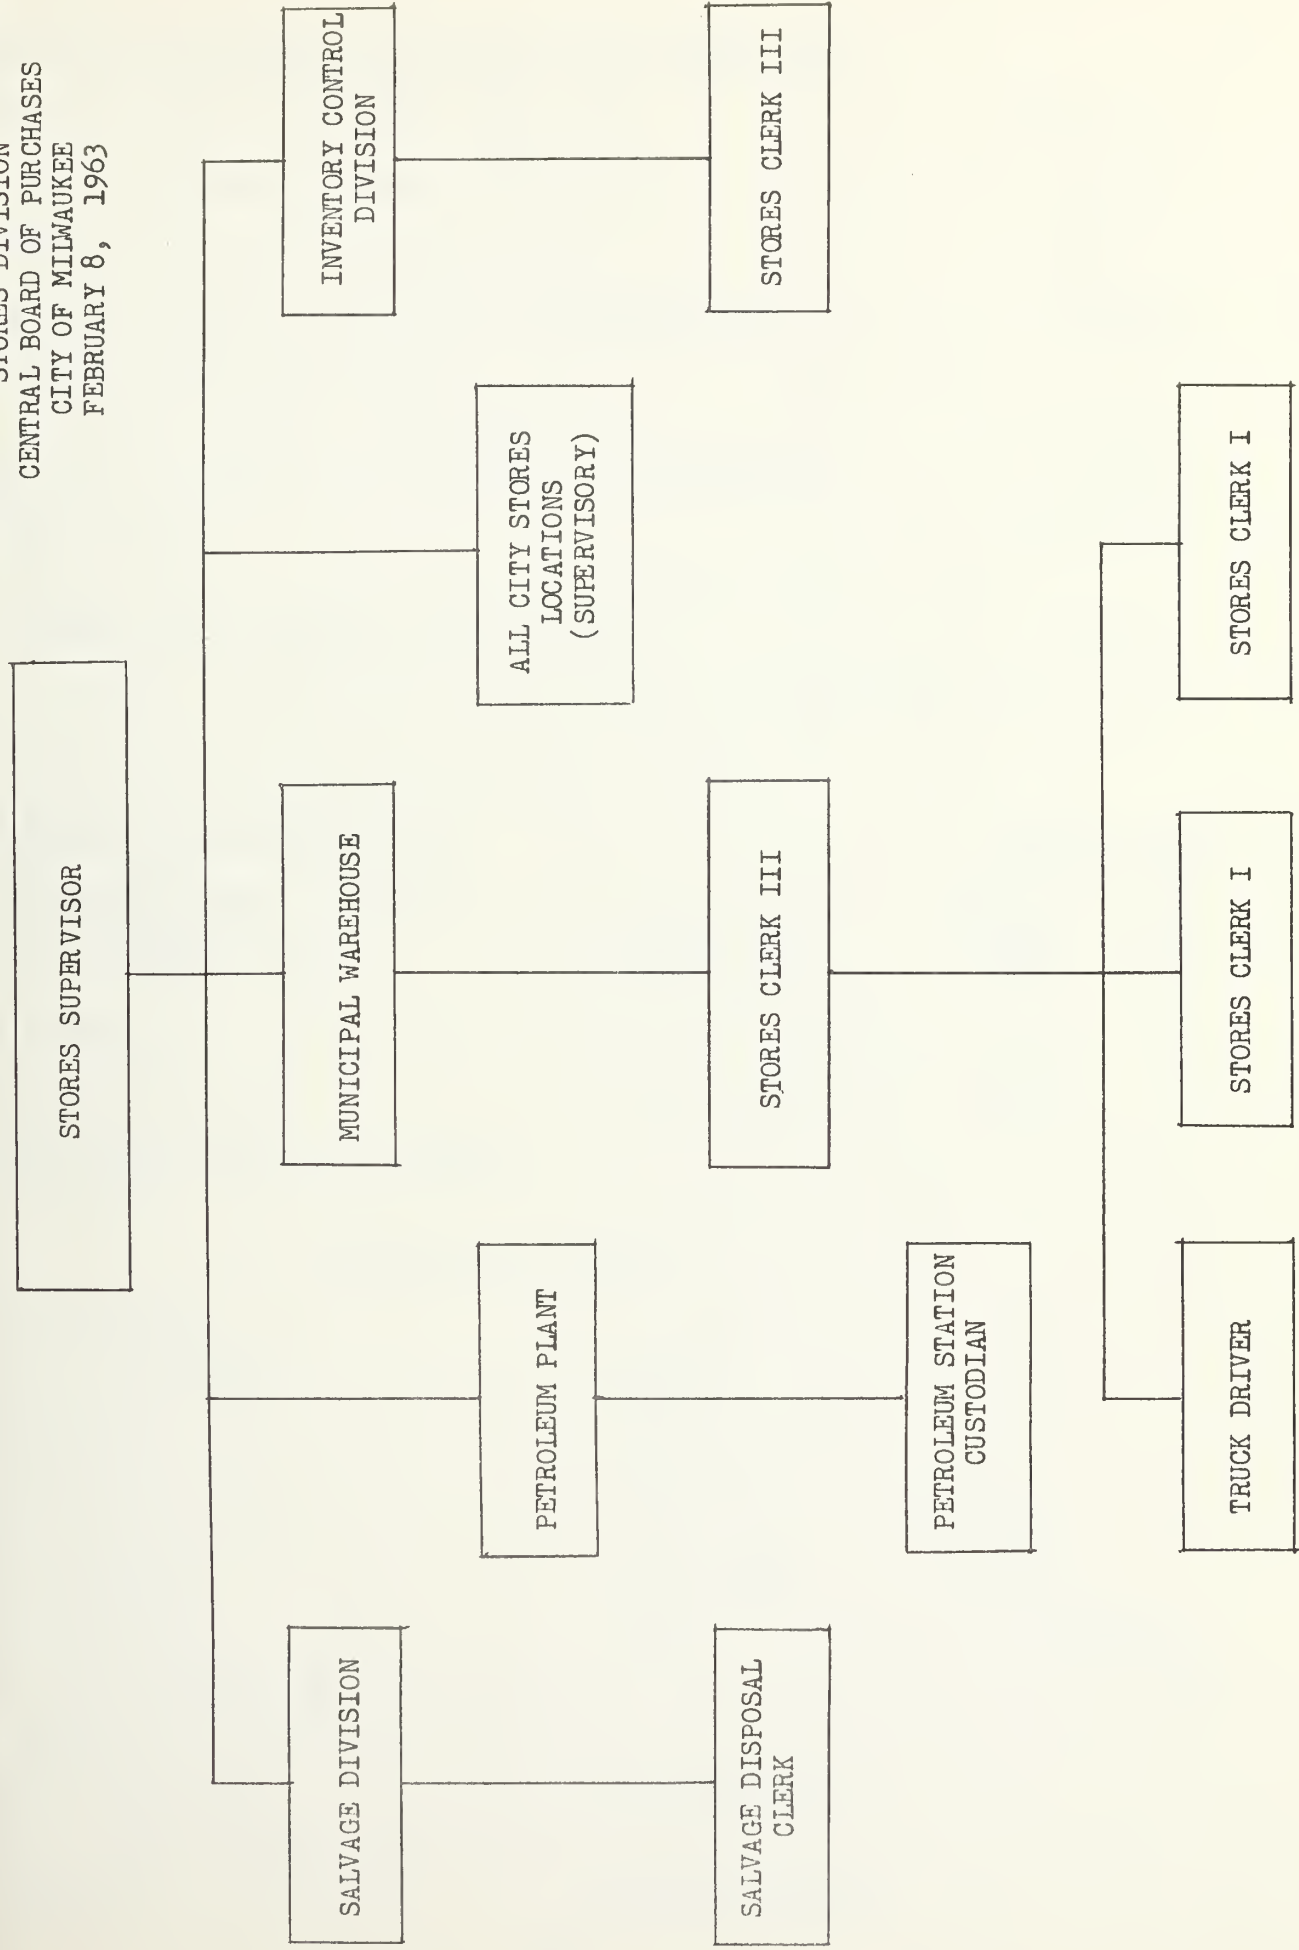 STORES DIVISION
CENTRAL BOARD OF PURCHASES
CITY OF MILWAUKEE
FEBRUARY 8, 1963
STORES SUPERVISOR
SALVAGE DIVISION
MUNICIPAL WAREHOUSE
INVENTORY CONTROL
DIVISION
PETROLEUM PLANT
ALL CITY STORES
LOCATIONS
(SUPERVISORY)
SALVAGE DISPOSAL
CLERK
STORES CLERK III
STORES CLERK III
PETROLEUM STATION
CUSTODIAN
TRUCK DRIVER
STORES CLERK I
STORES CLERK I